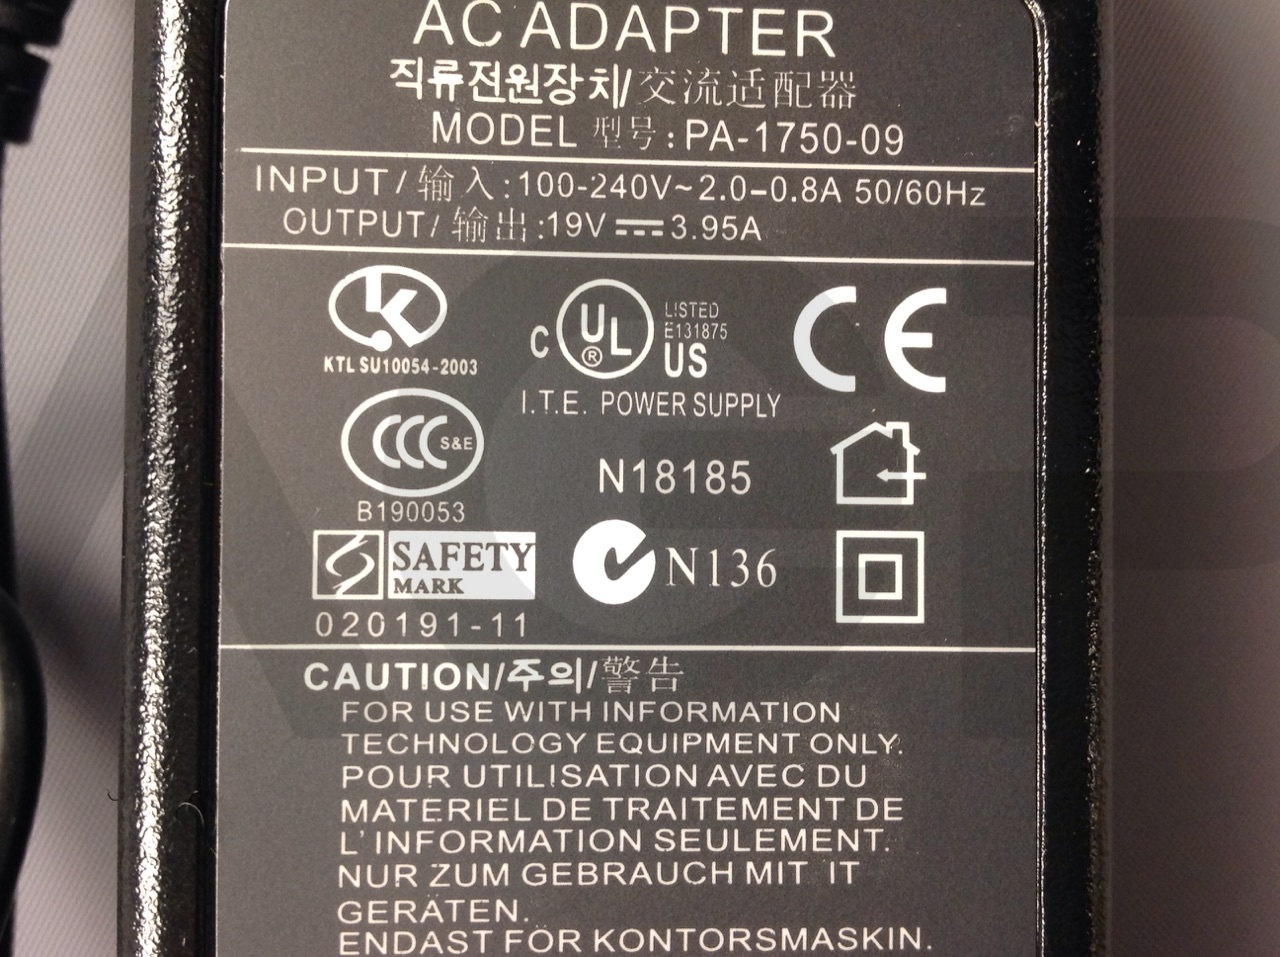 AC ADAPTER
직류전원장치/交流适配器
MODEL 型号:PA-1750-09
INPUT/输入:100-240V~2.0-0.8A 50/60Hz
OUTPUT/输出:19V⎓3.95A
KTL SU10054-2003
C UL® LISTED E131875 US
CE
I.T.E. POWER SUPPLY
CCC S&E
B190053
N18185
SAFETY
MARK
N136
020191-11
CAUTION/주의/警告
FOR USE WITH INFORMATION
TECHNOLOGY EQUIPMENT ONLY.
POUR UTILISATION AVEC DU
MATERIEL DE TRAITEMENT DE
L'INFORMATION SEULEMENT.
NUR ZUM GEBRAUCH MIT IT
GERÄTEN.
ENDAST FÖR KONTORSMASKIN.